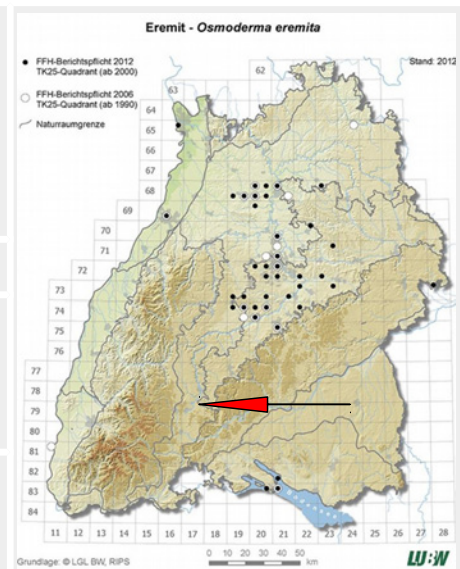 Eremit - Osmoderma eremita
FFH-Berichtspflicht 2012
TK25-Quadrant (ab 2000)
Stand: 2012
FFH-Berichtspflicht 2006
TK25-Quadrant (ab 1990)
Naturraumgrenze
62
63
64
65
66
67
68
69
70
71
72
73
74
75
76
77
78
79
80
81
82
83
84
11 12 13 14 15 16 17 18 19 20 21 22 23 24 25 26 27 28
0 10 20 30 40 50
km
Grundlage: © LGL BW, RIPS
LUBW